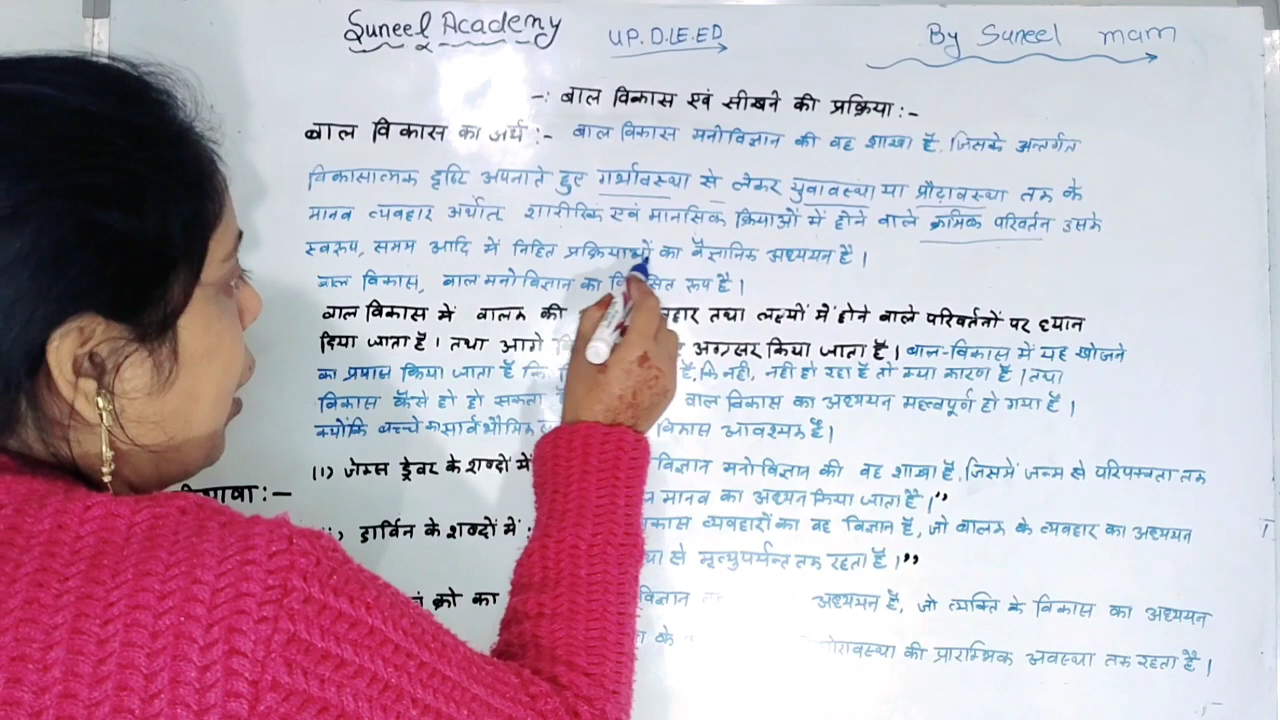 Suneel Academy UP. D.LE.ED By Suneel mam
-: बाल विकास एवं सीखने की प्रक्रिया :-
बाल विकास का अर्थ :- बाल विकास मनोविज्ञान की वह शाखा है, जिसके अन्तर्गत
विकासात्मक दृष्टि अपनाते हुए गर्भावस्था से लेकर युवावस्था या प्रौढ़ावस्था तक के
मानव व्यवहार अर्थात् शारीरिक एवं मानसिक क्रियाओं में होने वाले क्रमिक परिवर्तन उसके
स्वरूप, समय आदि में निहित प्रक्रियाओं का वैज्ञानिक अध्ययन है।
बाल विकास, बाल मनोविज्ञान का रूप है।
बाल विकास में बालक की तथा लक्ष्यों में होने वाले परिवर्तनों पर ध्यान
दिया जाता है। तथा आगे अग्रसर किया जाता है। बाल-विकास में यह खोजने
का प्रयास किया जाता है कि है, कि नही, नही हो रहा है तो क्या कारण है। तथा
विकास कैसे हो हो सकता बाल विकास का अध्ययन महत्वपूर्ण हो गया है।
क्योंकि बच्चे का सार्वभौमिक विकास आवश्यक है।
(1) जेम्स ड्रेवर के शब्दों में विज्ञान मनोविज्ञान की वह शाखा है, जिसमें जन्म से परिपक्वता तक
मानव का अध्यन किया जाता है।"
डार्विन के शब्दों में : व्यवहारों का वह विज्ञान है, जो बालक के व्यवहार का अध्ययन
से मृत्युपर्यन्त तक रहता है।"
क्रो का विज्ञान अध्ययन है, जो व्यक्ति के विकास का अध्ययन
के की प्रारम्भिक अवस्था तक रहता है।